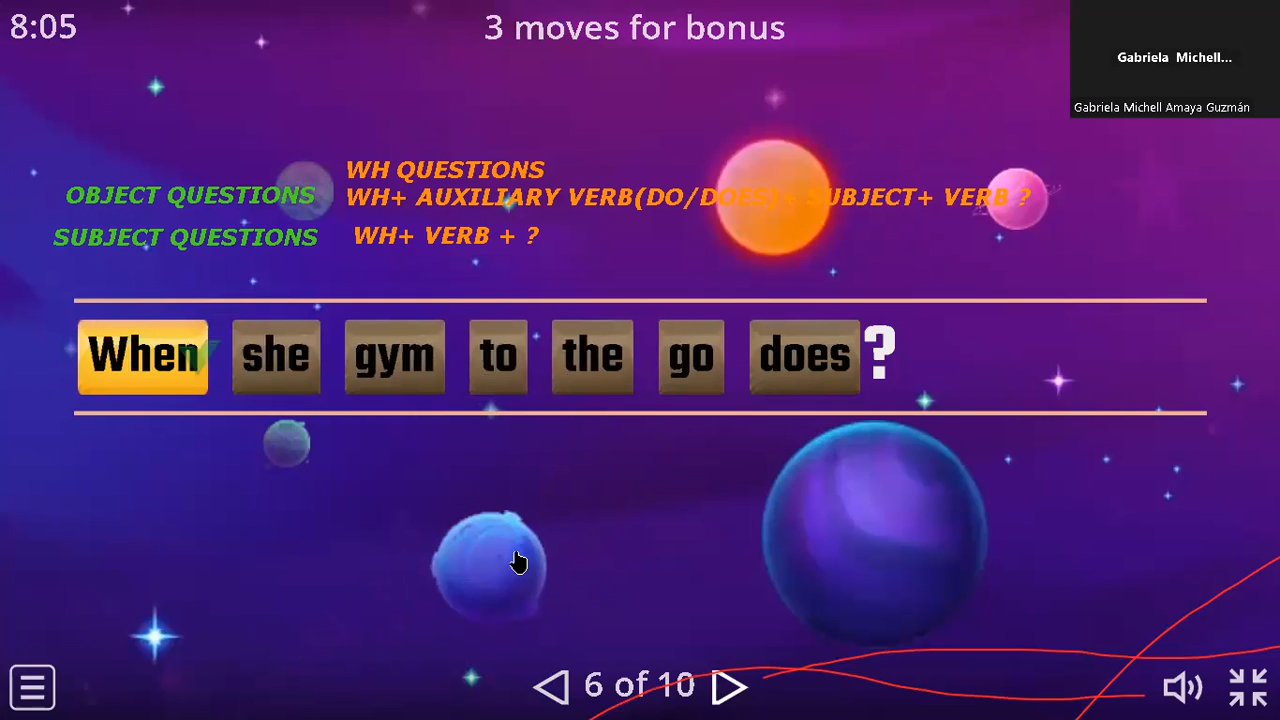 8:05
3 moves for bonus
Gabriela Michell...
Gabriela Michell Amaya Guzmán
WH QUESTIONS
OBJECT QUESTIONS WH+ AUXILIARY VERB(DO/DOES)+ SUBJECT+ VERB ?
SUBJECT QUESTIONS WH+ VERB + ?
When she gym to the go does ?
6 of 10